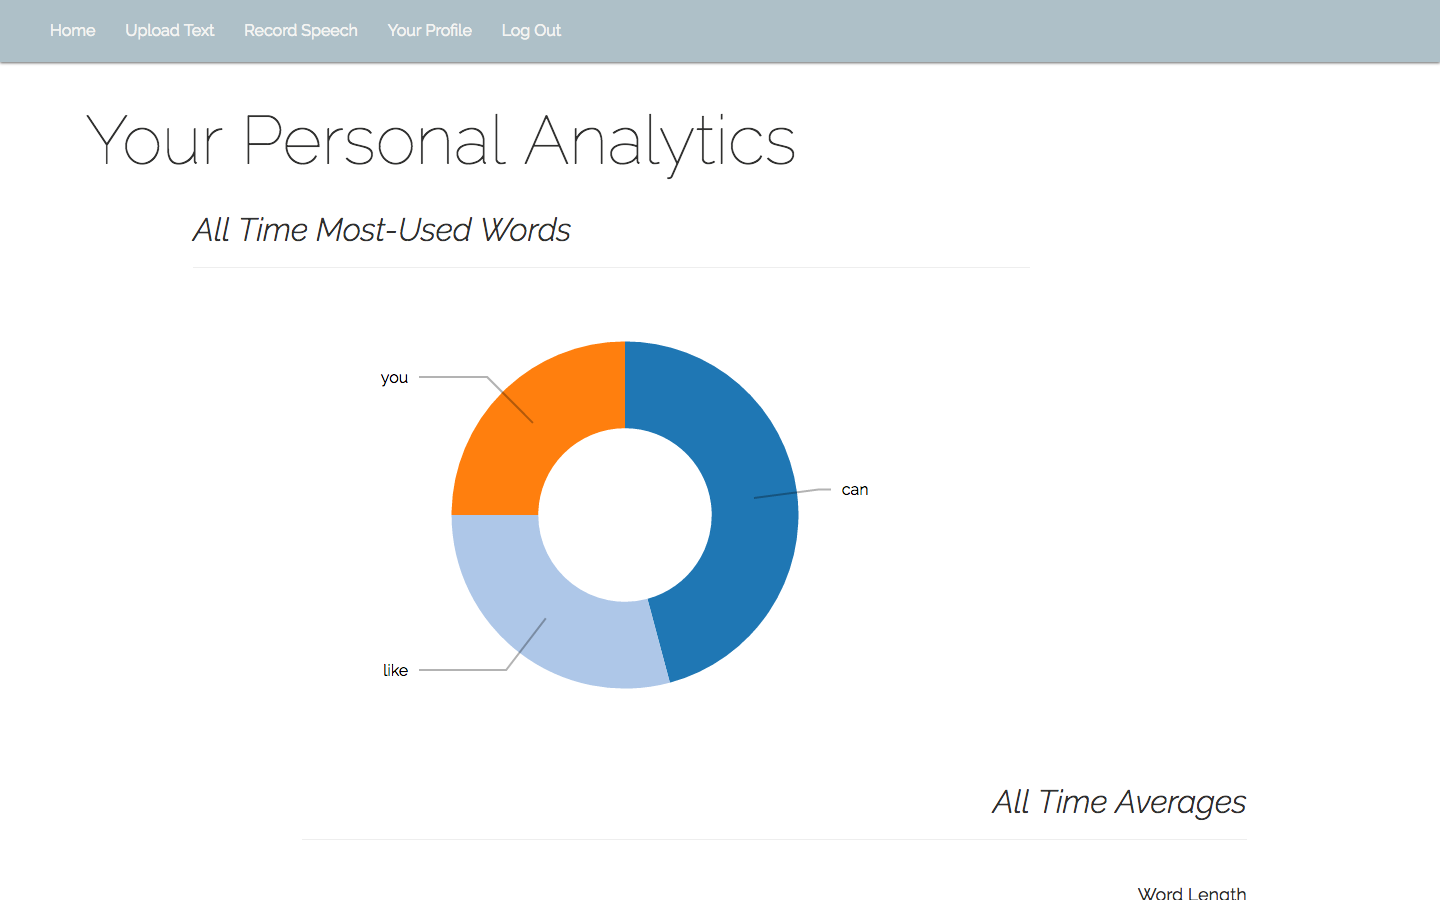 Home Upload Text Record Speech Your Profile Log Out
Your Personal Analytics
All Time Most-Used Words
you
can
like
All Time Averages
Word Length